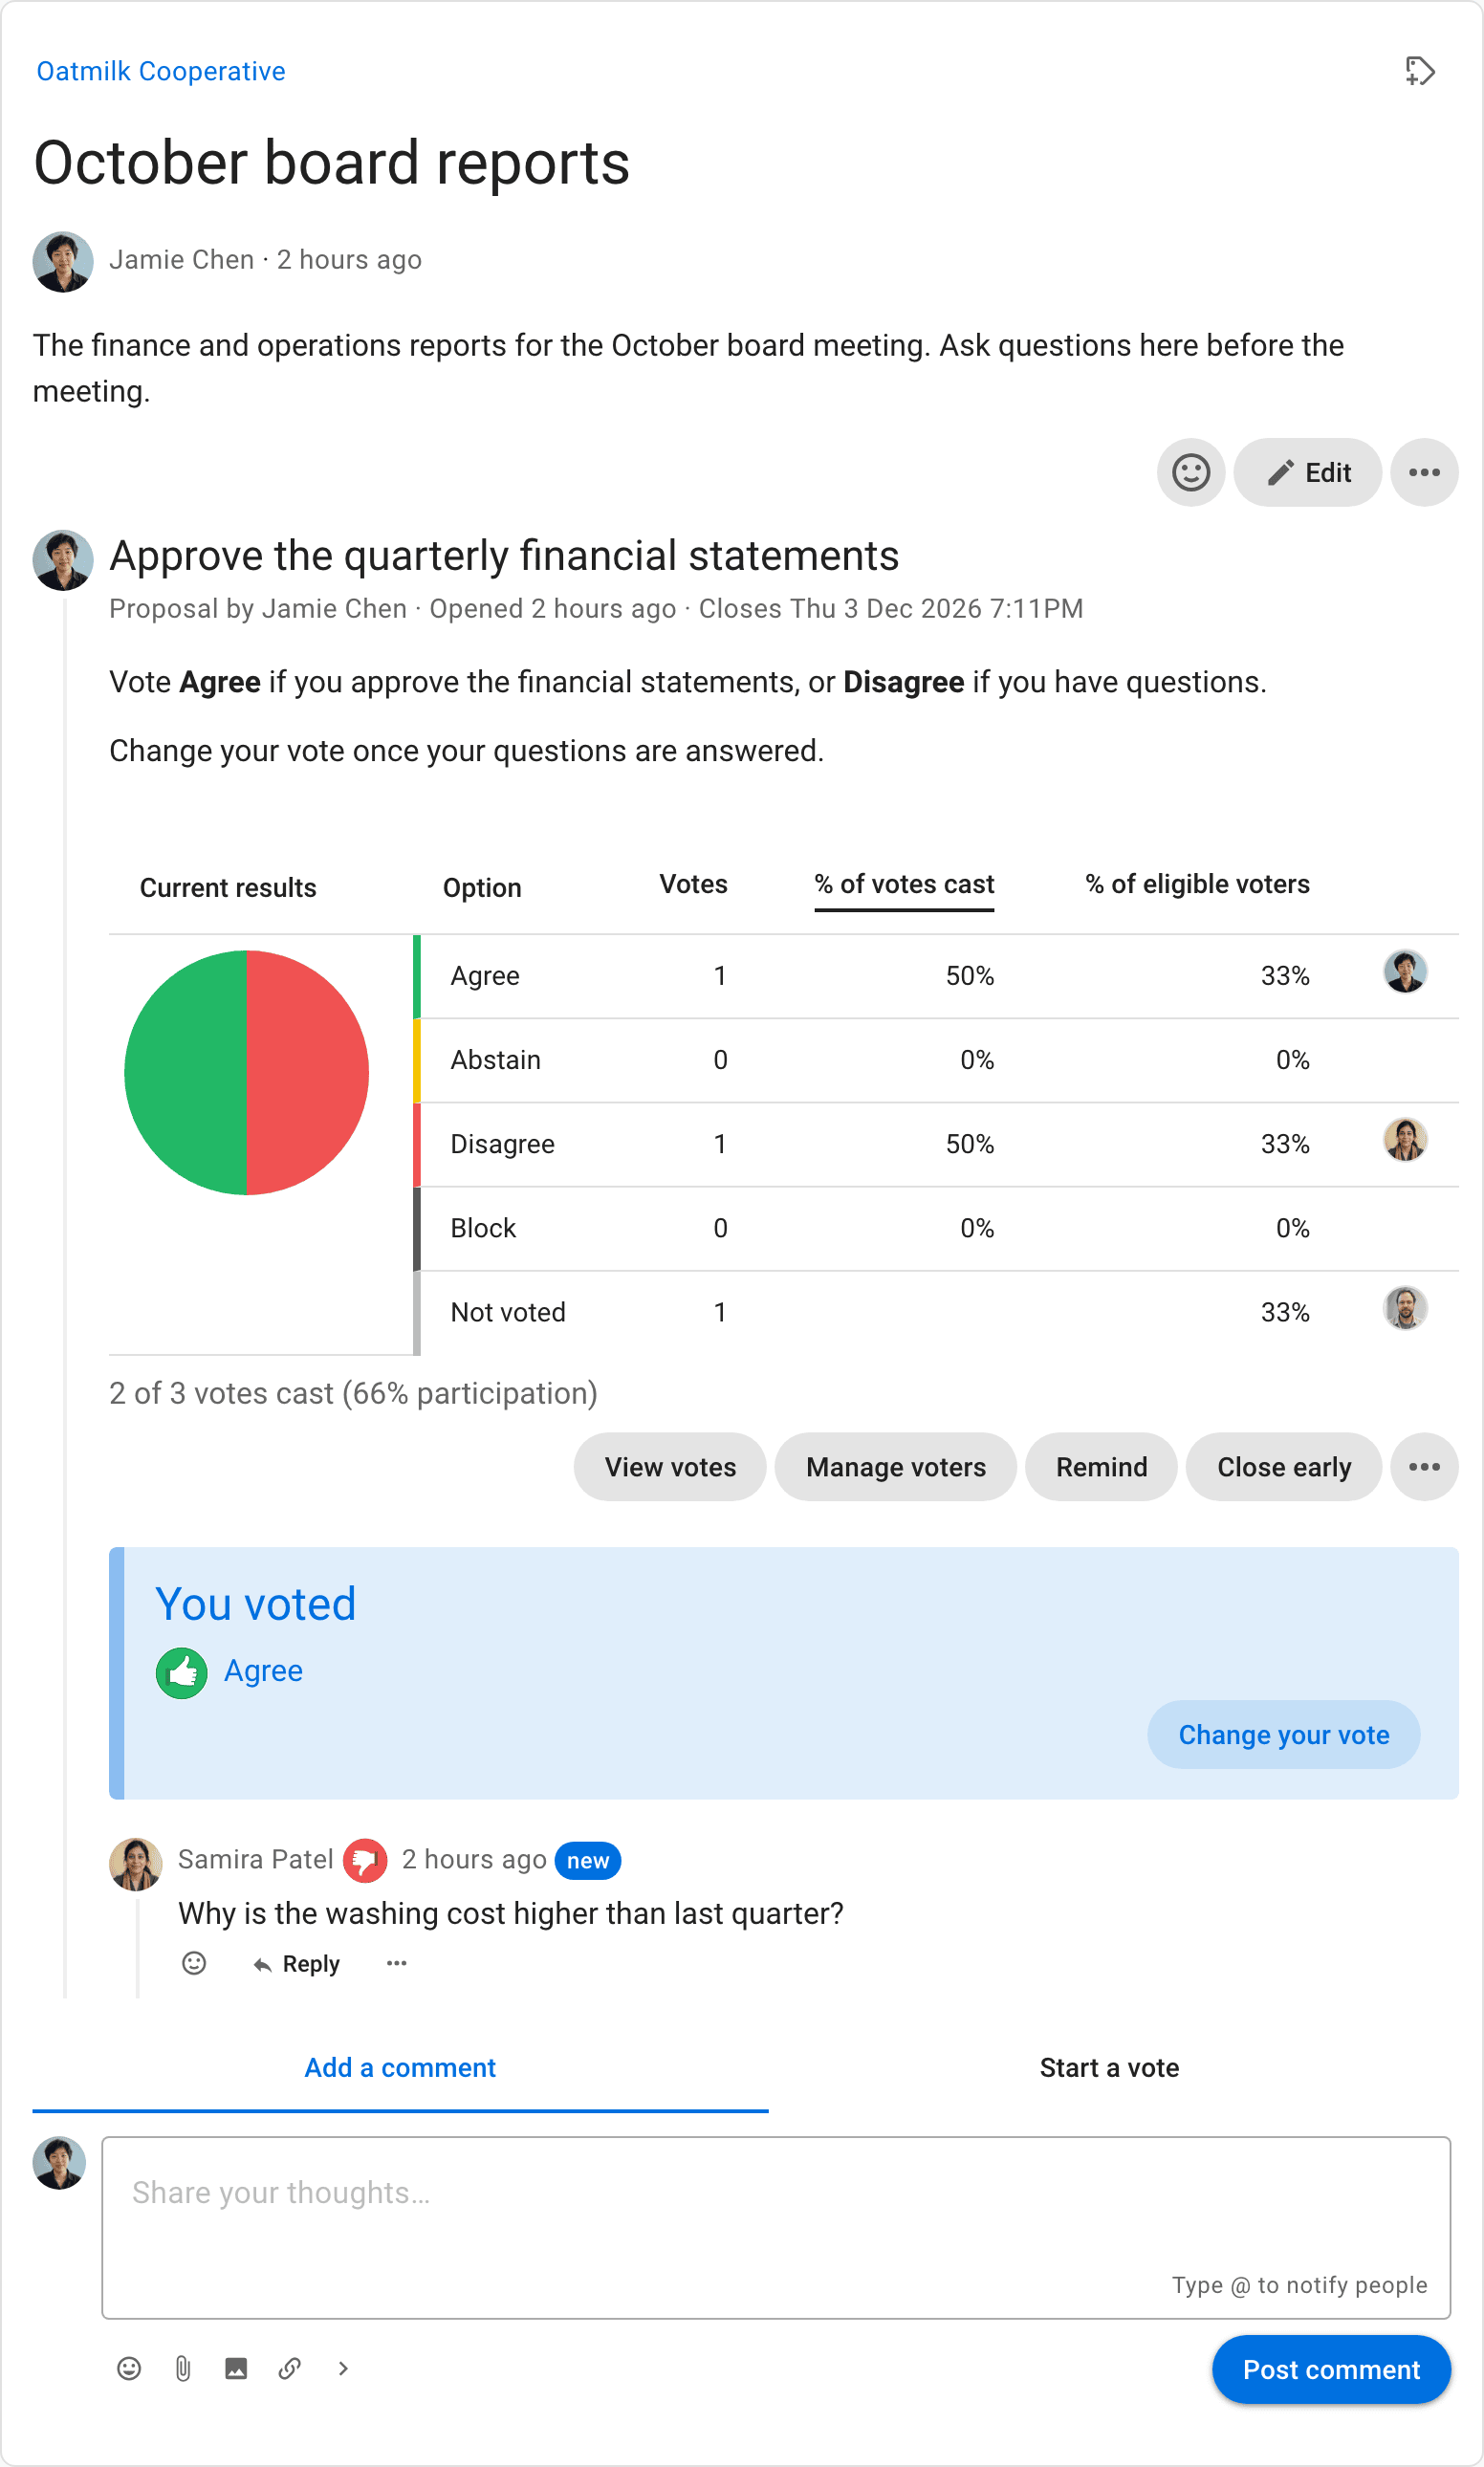 Oatmilk Cooperative
October board reports
Jamie Chen · 2 hours ago
The finance and operations reports for the October board meeting. Ask questions here before the
meeting.
Edit
Approve the quarterly financial statements
Proposal by Jamie Chen · Opened 2 hours ago · Closes Thu 3 Dec 2026 7:11PM
Vote Agree if you approve the financial statements, or Disagree if you have questions.
Change your vote once your questions are answered.
Current results Option Votes % of votes cast % of eligible voters
Agree 1 50% 33%
Abstain 0 0% 0%
Disagree 1 50% 33%
Block 0 0% 0%
Not voted 1 33%
2 of 3 votes cast (66% participation)
View votes Manage voters Remind Close early
You voted
Agree
Change your vote
Samira Patel 2 hours ago new
Why is the washing cost higher than last quarter?
Reply
Add a comment Start a vote
Share your thoughts...
Type @ to notify people
Post comment